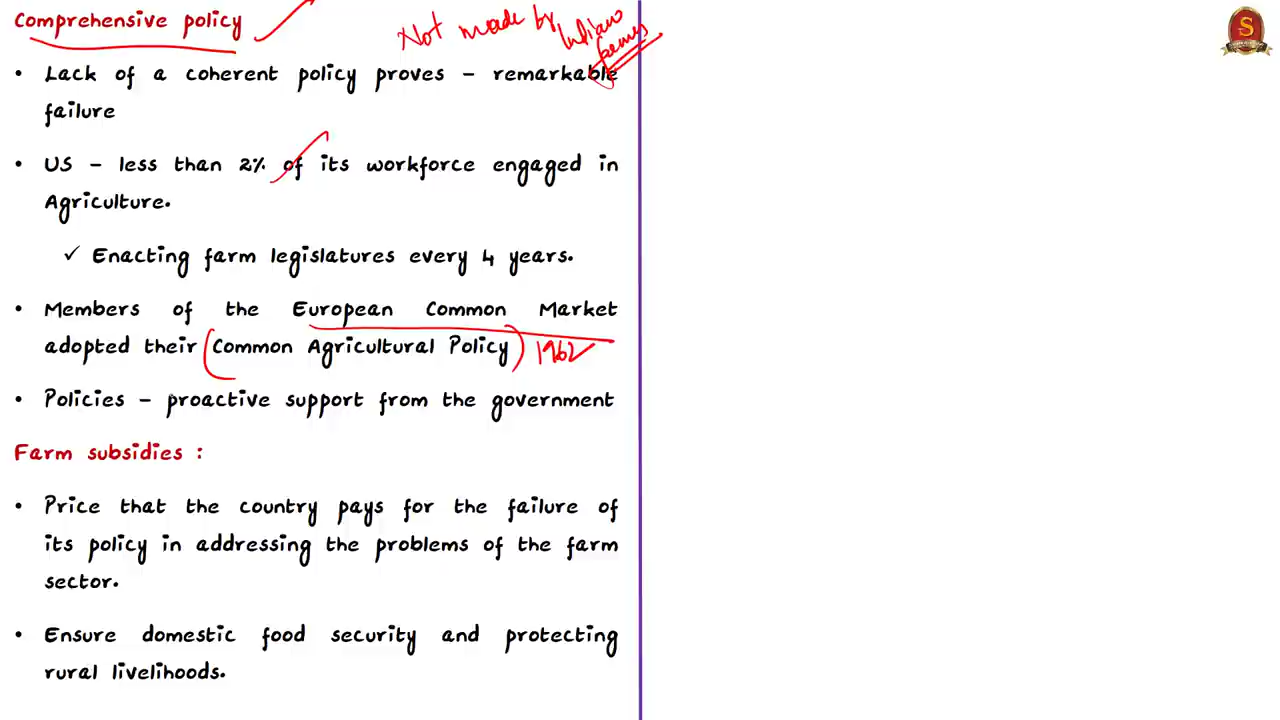 Comprehensive policy
Not made by Indian
• Lack of a coherent policy proves – remarkable
failure
• US – less than 2% of its workforce engaged in
Agriculture.
✓ Enacting farm legislatures every 4 years.
• Members of the European Common Market
adopted their (Common Agricultural Policy) 1962
• Policies – proactive support from the government
Farm subsidies :
• Price that the country pays for the failure of
its policy in addressing the problems of the farm
sector.
• Ensure domestic food security and protecting
rural livelihoods.
S